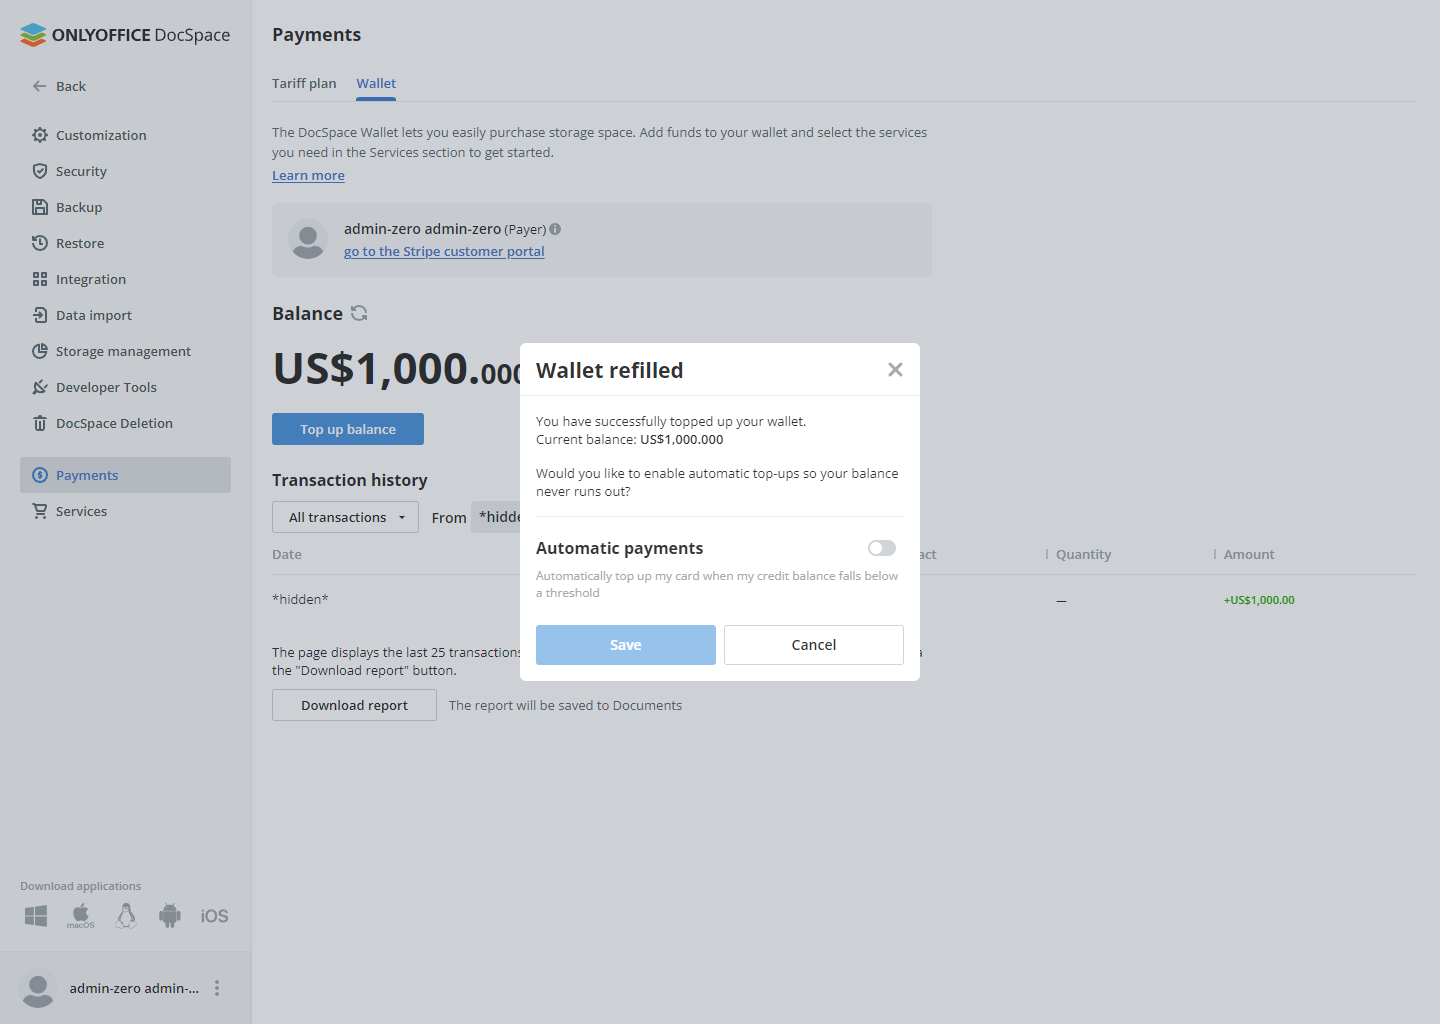 ONLYOFFICE DocSpace
Back
Customization
Security
Backup
Restore
Integration
Data import
Storage management
Developer Tools
DocSpace Deletion
Payments
Services
Download applications
macOS
iOS
admin-zero admin-...
Payments
Tariff plan Wallet
The DocSpace Wallet lets you easily purchase storage space. Add funds to your wallet and select the services
you need in the Services section to get started.
Learn more
admin-zero admin-zero (Payer)
go to the Stripe customer portal
Balance
US$1,000.000
Top up balance
Transaction history
All transactions From
Date Quantity Amount
*hidden* — +US$1,000.00
The page displays the last 25 transactions
the "Download report" button.
Download report The report will be saved to Documents
Wallet refilled
You have successfully topped up your wallet.
Current balance: US$1,000.000
Would you like to enable automatic top-ups so your balance
never runs out?
Automatic payments
Automatically top up my card when my credit balance falls below
a threshold
Save Cancel